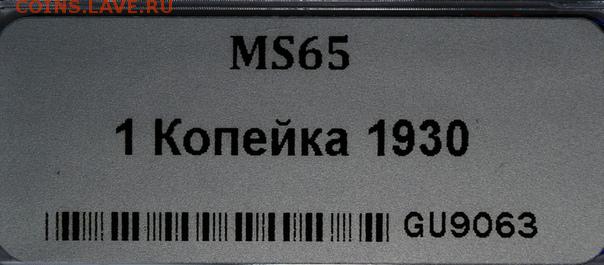 COINS.LAVE.RU
MS65
1 Копейка 1930
GU9063